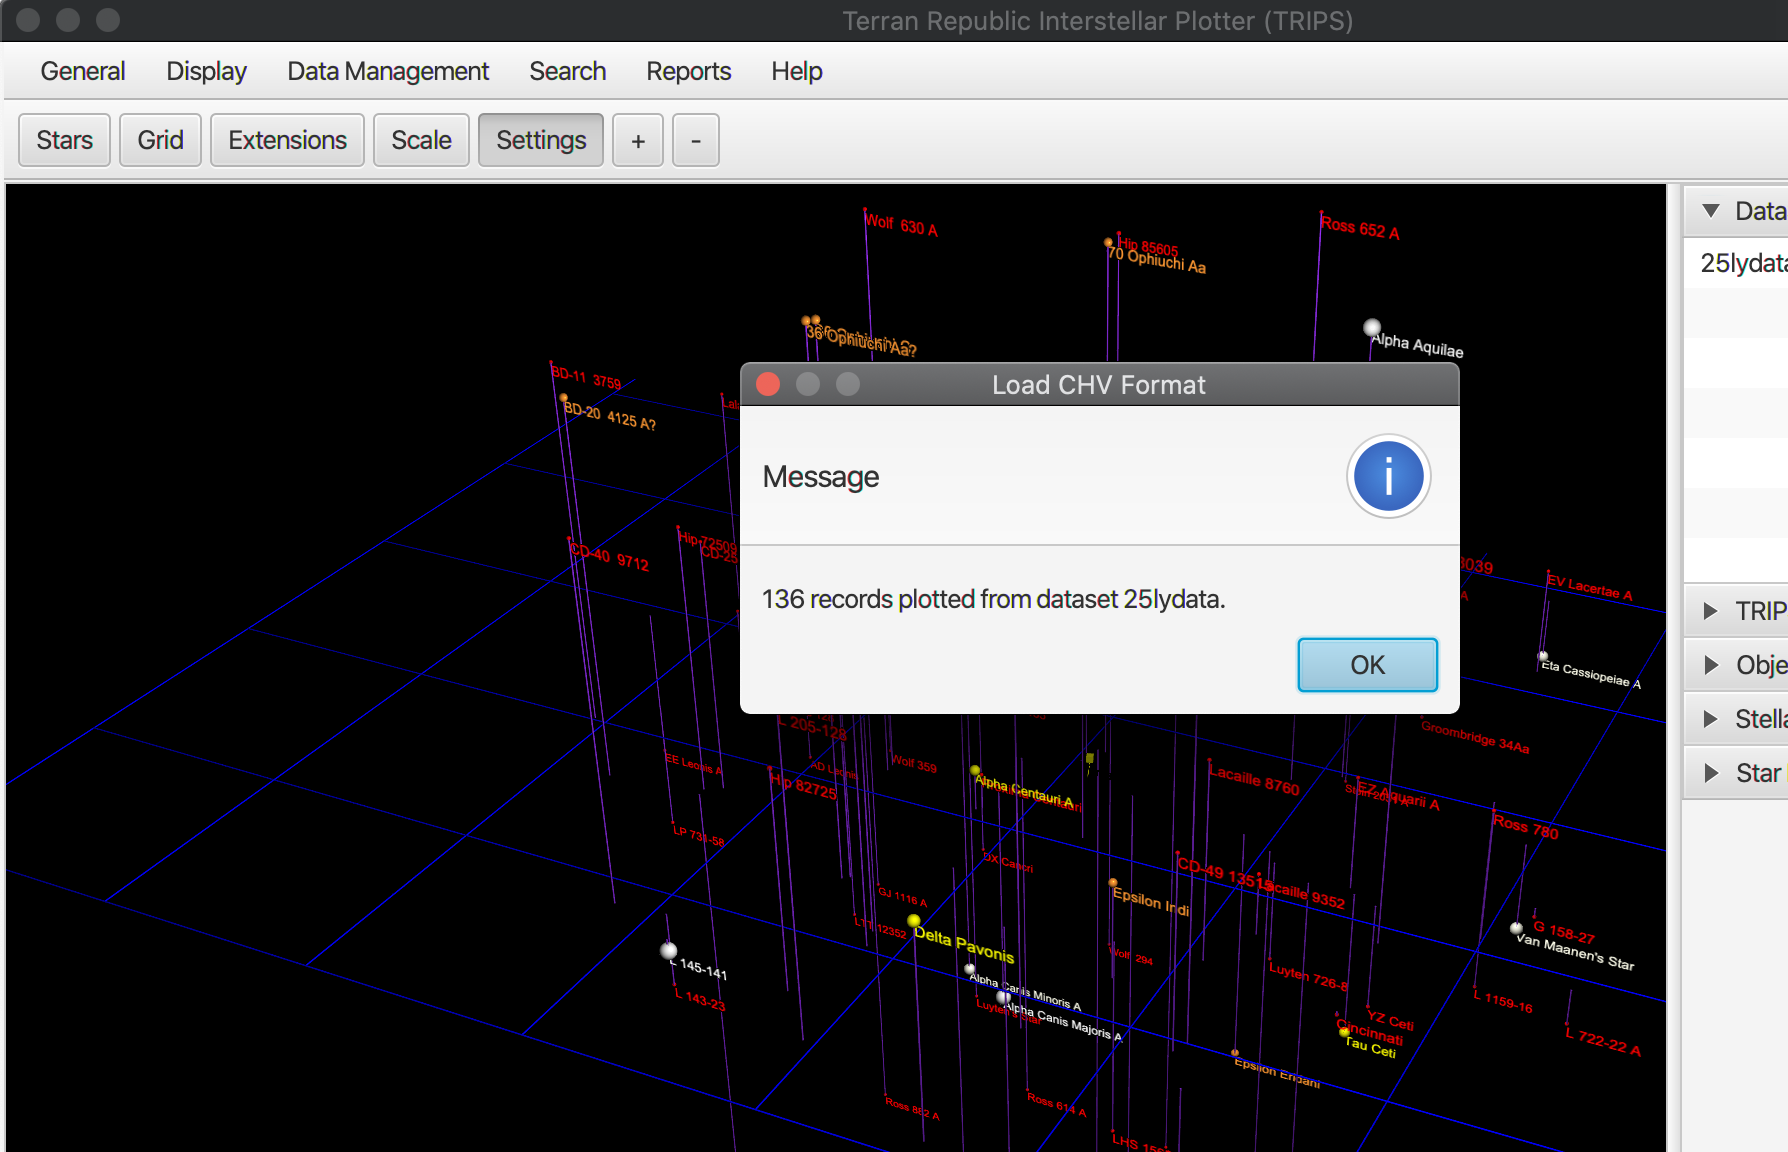 Terran Republic Interstellar Plotter (TRIPS)
General Display Data Management Search Reports Help
Stars Grid Extensions Scale Settings + -
Data
25lydata
Wolf 630 A
Hip 85605
70 Ophiuchi Aa
Ross 652 A
36 Ophiuchi Aa?
Alpha Aquilae
BD-11 3759
BD-20 4125 A?
Load CHV Format
Message
136 records plotted from dataset 25lydata.
OK
CD-40 9712
Hip 72509
CD-25
3039
EV Lacertae A
A
Eta Cassiopeiae A
TRIP
Obje
Stella
Star
L 205-128
Groombridge 34Aa
EE Leonis A
AD Leonis
Wolf 359
Hip 82725
Alpha Centauri A
Lacaille 8760
EZ Aquarii A
Ross 780
LP 731-58
DX Cancri
CD-49 13515
Lacaille 9352
GJ 1116 A
Epsilon Indi
LTT 12352
Delta Pavonis
G 158-27
Van Maanen's Star
Wolf 294
L 145-141
L 143-23
Alpha Canis Minoris A
Luyten's Star
Alpha Canis Majoris A
Luyten 726-8
L 1159-16
YZ Ceti
Cincinnati
Tau Ceti
L 722-22 A
Epsilon Eridani
Ross 882 A
Ross 614 A
LHS